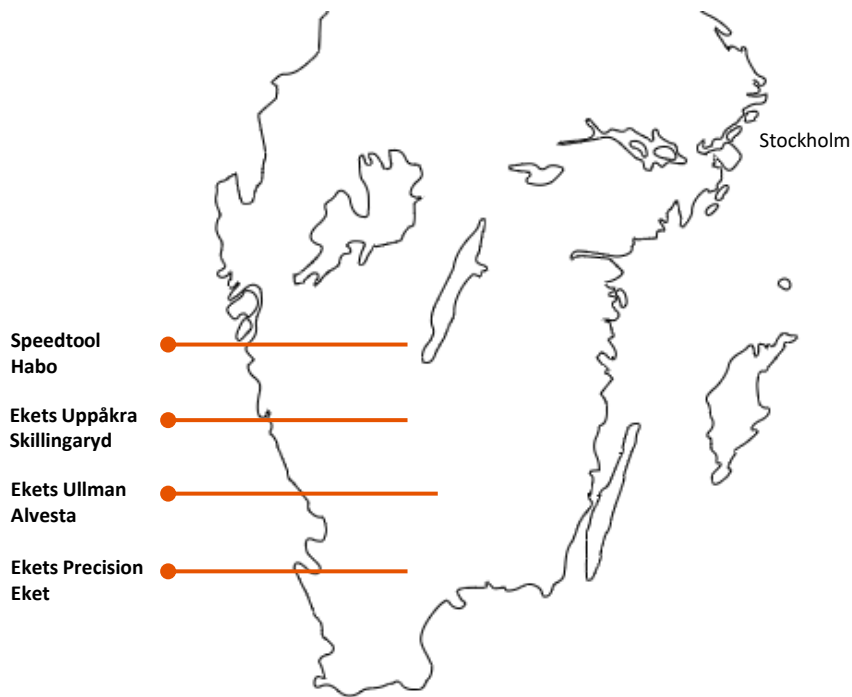 Stockholm
Speedtool
Habo
Ekets Uppåkra
Skillingaryd
Ekets Ullman
Alvesta
Ekets Precision
Eket